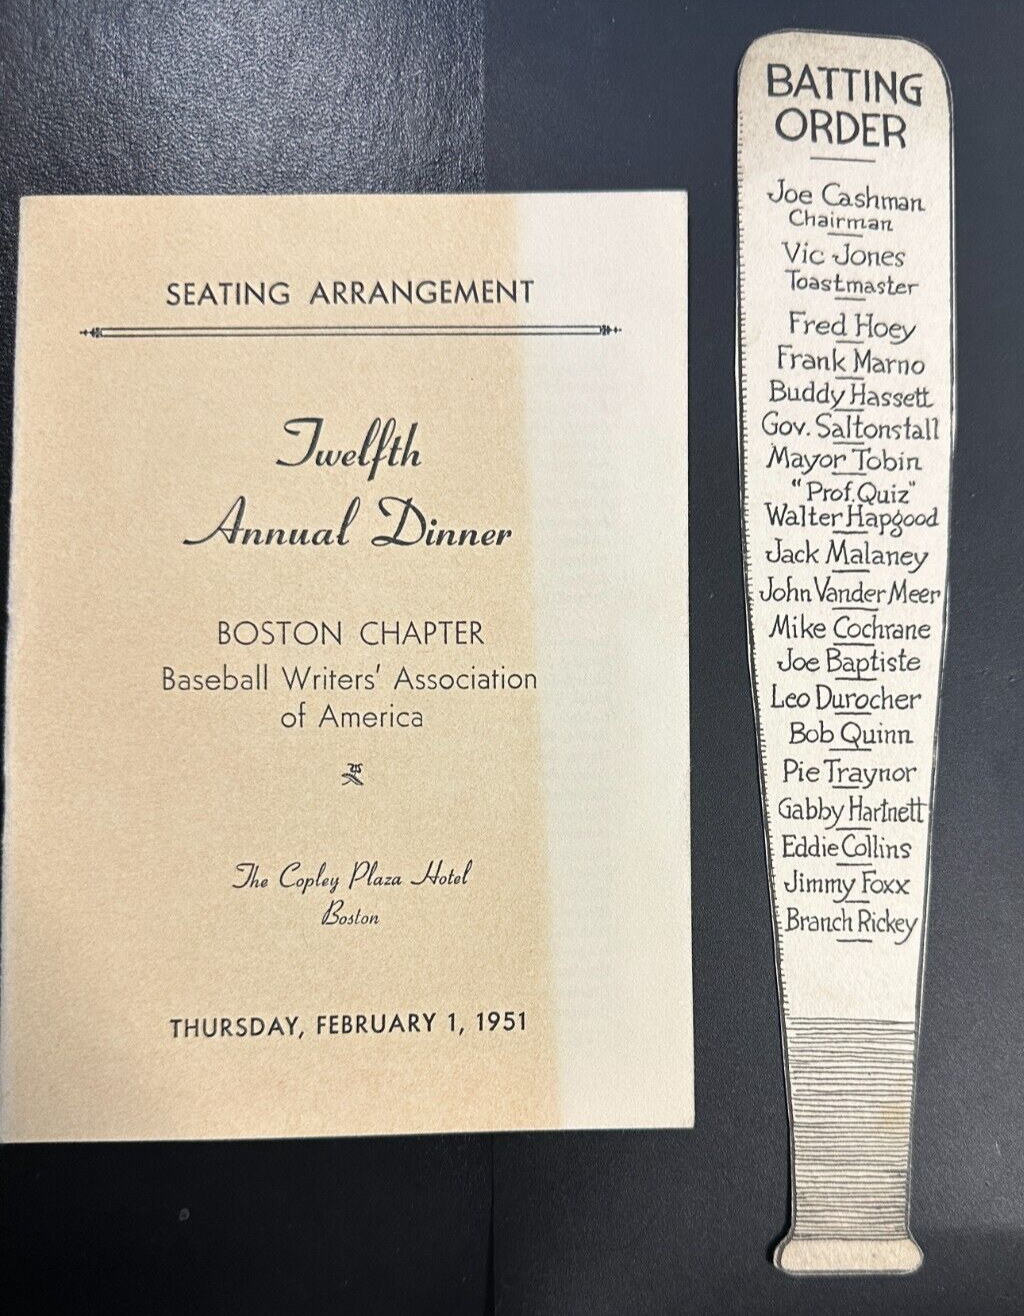 SEATING ARRANGEMENT
Twelfth
Annual Dinner
BOSTON CHAPTER
Baseball Writers' Association
of America
The Copley Plaza Hotel
Boston
THURSDAY, FEBRUARY 1, 1951
BATTING
ORDER
Joe Cashman
Chairman
Vic Jones
Toastmaster
Fred Hoey
Frank Marno
Buddy Hassett
Gov. Saltonstall
Mayor Tobin
"Prof. Quiz"
Walter Hapgood
Jack Malaney
John Vander Meer
Mike Cochrane
Joe Baptiste
Leo Durocher
Bob Quinn
Pie Traynor
Gabby Hartnett
Eddie Collins
Jimmy Foxx
Branch Rickey